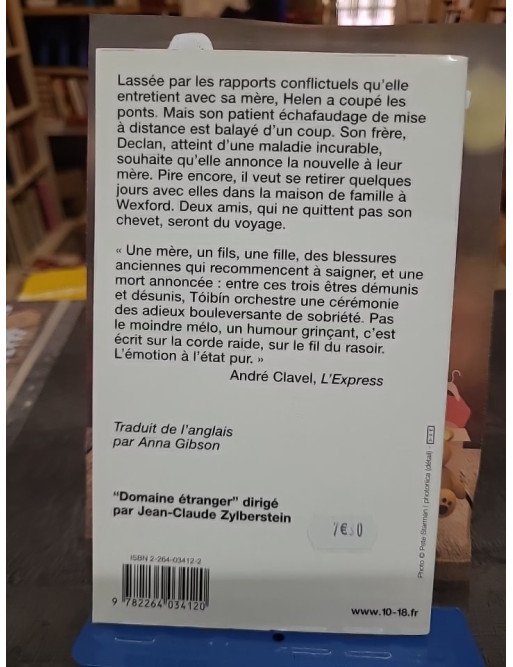 Lassée par les rapports conflictuels qu'elle
entretient avec sa mère, Helen a coupé les
ponts. Mais son patient échafaudage de mise
à distance est balayé d'un coup. Son frère,
Declan, atteint d'une maladie incurable,
souhaite qu'elle annonce la nouvelle à leur
mère. Pire encore, il veut se retirer quelques
jours avec elles dans la maison de famille à
Wexford. Deux amis, qui ne quittent pas son
chevet, seront du voyage.
« Une mère, un fils, une fille, des blessures
anciennes qui recommencent à saigner, et une
mort annoncée : entre ces trois êtres démunis
et désunis, Tóibín orchestre une cérémonie
des adieux bouleversante de sobriété. Pas
le moindre mélo, un humour grinçant, c'est
écrit sur la corde raide, sur le fil du rasoir.
L'émotion à l'état pur. »
André Clavel, L'Express
Traduit de l'anglais
par Anna Gibson
"Domaine étranger" dirigé
par Jean-Claude Zylberstein
7€30
ISBN 2-264-03412-2
9 782264 034120
www.10-18.fr
Photo © Pete Starman / photonica (détail)